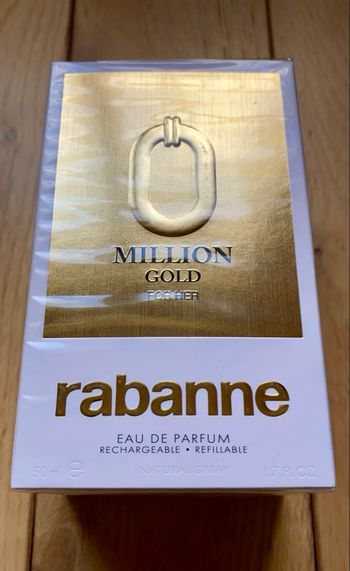 MILLION
GOLD
FOR HER
rabanne
EAU DE PARFUM
RECHARGEABLE • REFILLABLE
50 ml ℮ NATURAL SPRAY 1.7 FL.OZ